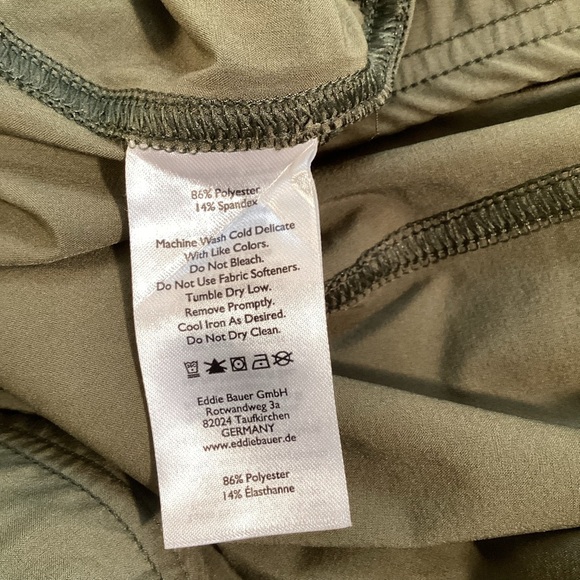 86% Polyester
14% Spandex
Machine Wash Cold Delicate
With Like Colors.
Do Not Bleach.
Do Not Use Fabric Softeners.
Tumble Dry Low.
Remove Promptly.
Cool Iron As Desired.
Do Not Dry Clean.
Eddie Bauer GmbH
Rotwandweg 3a
82024 Taufkirchen
GERMANY
www.eddiebauer.de
86% Polyester
14% Élasthanne